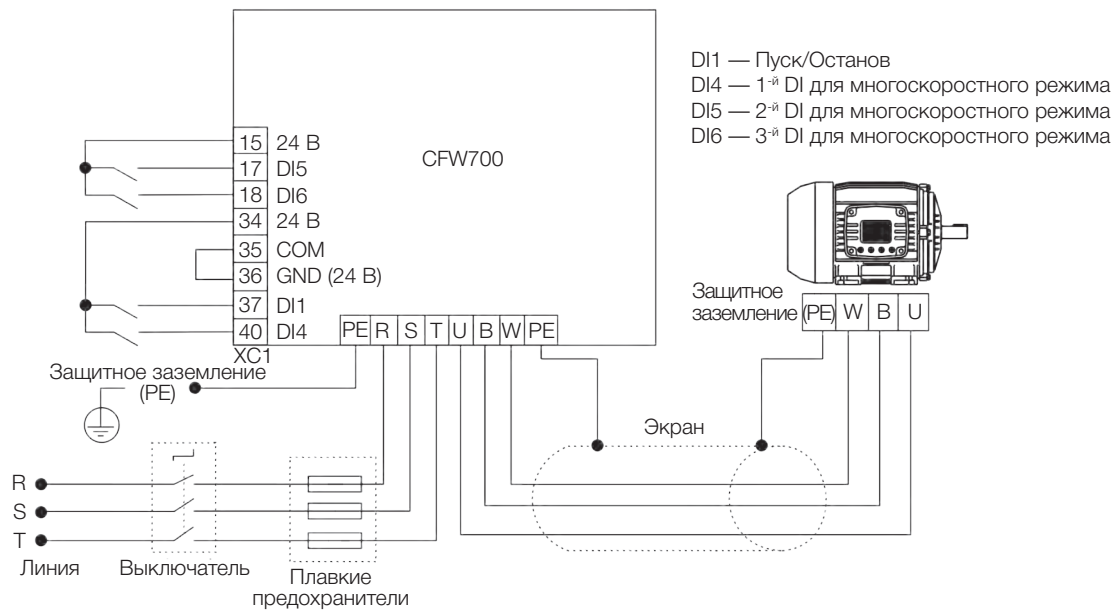 DI1 — Пуск/Останов
DI4 — 1-й DI для многоскоростного режима
DI5 — 2-й DI для многоскоростного режима
DI6 — 3-й DI для многоскоростного режима
CFW700
15 24 В
17 DI5
18 DI6
34 24 В
35 COM
36 GND (24 В)
37 DI1
40 DI4
XC1
PE R S T U B W PE
Защитное заземление
(PE)
Защитное
заземление (PE) W B U
Экран
R
S
T
Линия
Выключатель
Плавкие
предохранители